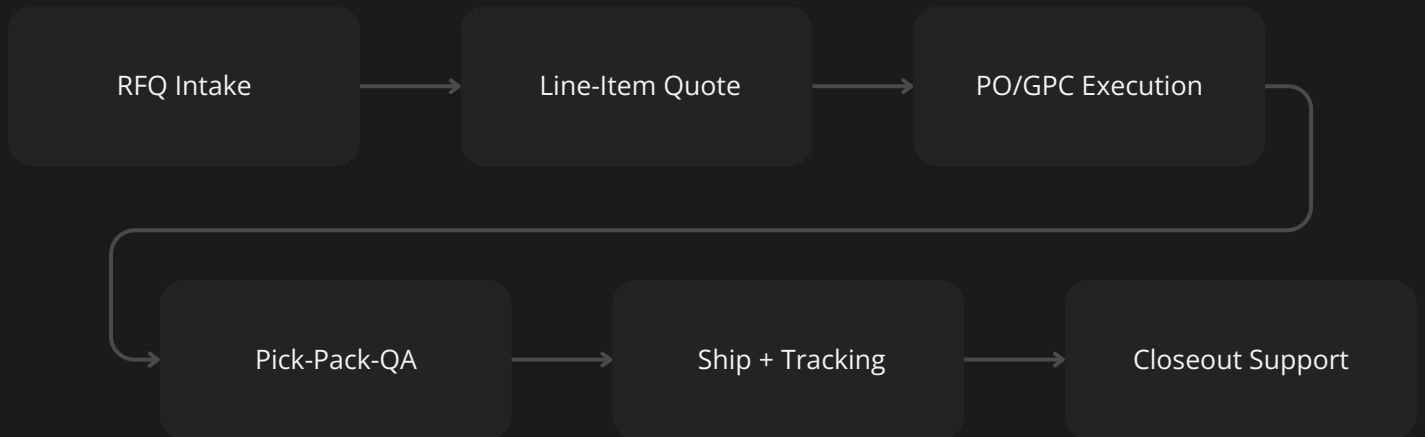 RFQ Intake
Line-Item Quote
PO/GPC Execution
Pick-Pack-QA
Ship + Tracking
Closeout Support